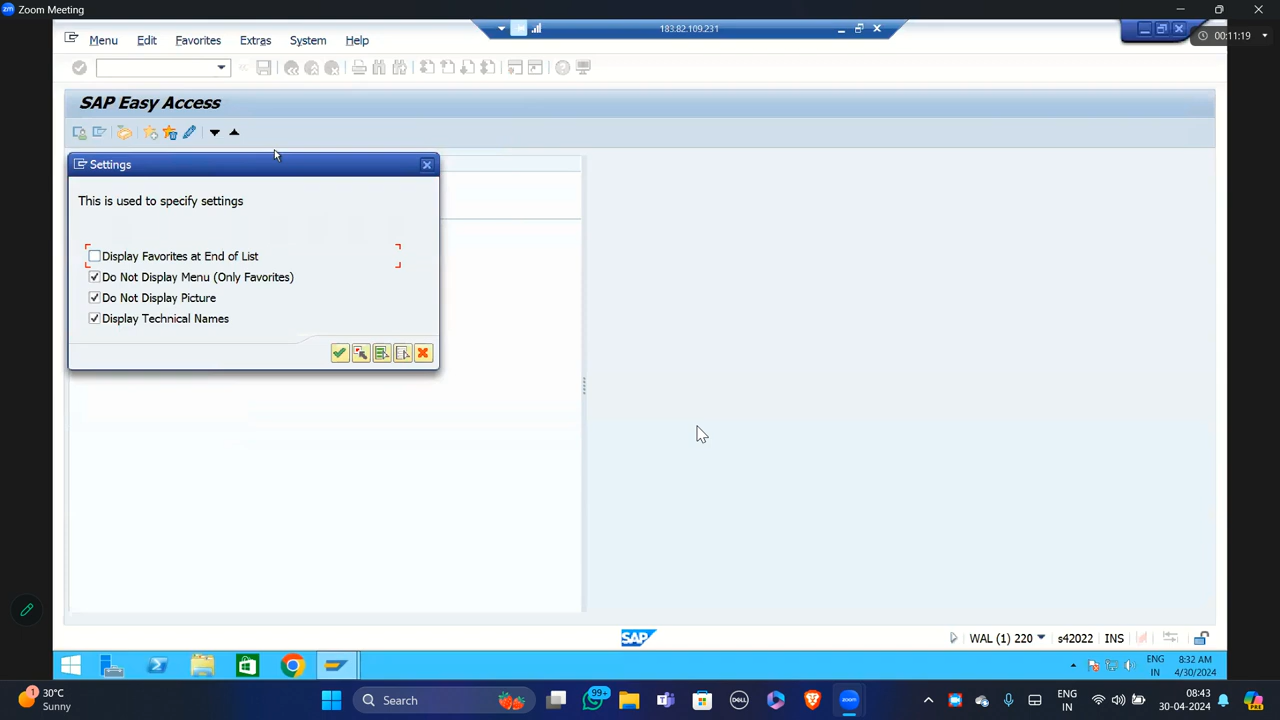 Zoom Meeting
183.82.109.231
Menu Edit Favorites Extras System Help
00:11:19
SAP Easy Access
Settings
This is used to specify settings
Display Favorites at End of List
Do Not Display Menu (Only Favorites)
Do Not Display Picture
Display Technical Names
SAP
WAL (1) 220 s42022 INS
ENG
IN
8:32 AM
4/30/2024
30°C
Sunny
1
Search
99+
DELL
ENG
IN
08:43
30-04-2024
PRE